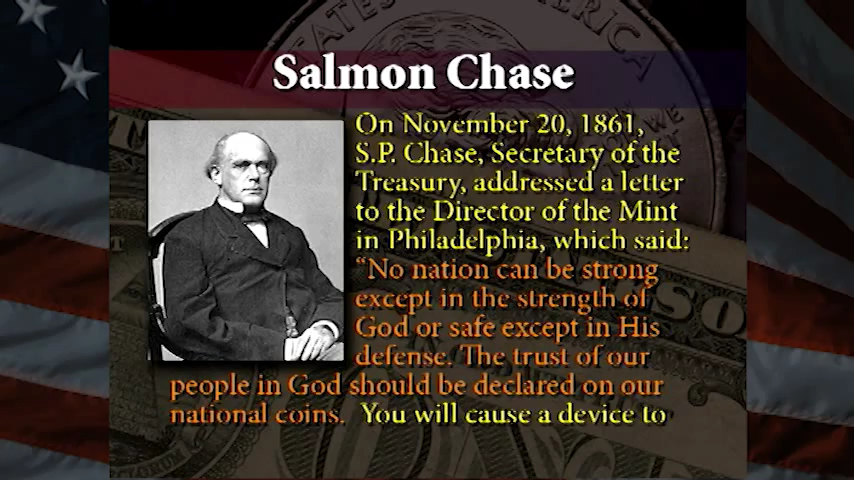 Salmon Chase
On November 20, 1861,
S.P. Chase, Secretary of the
Treasury, addressed a letter
to the Director of the Mint
in Philadelphia, which said:
“No nation can be strong
except in the strength of
God or safe except in His
defense. The trust of our
people in God should be declared on our
national coins. You will cause a device to